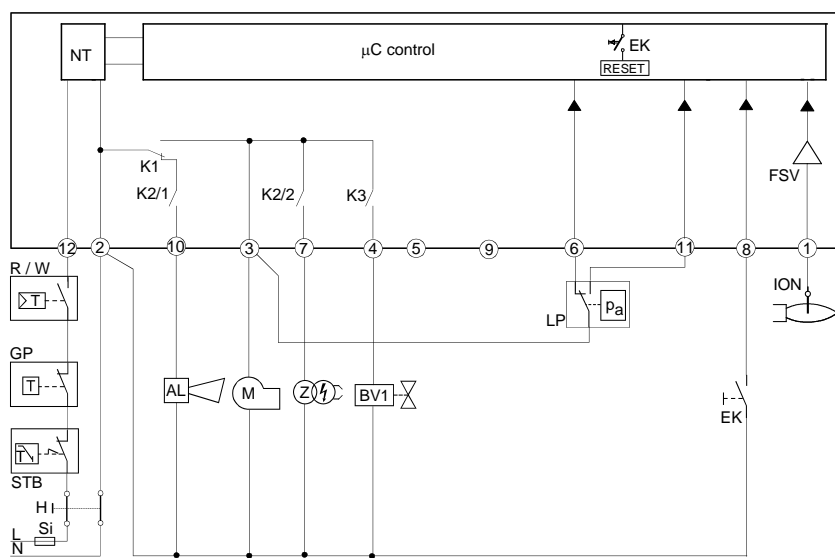 NT
µC control
EK
RESET
K1
K2/1
K2/2
K3
FSV
12
2
10
3
7
4
5
9
6
11
8
1
R / W
T
GP
T
STB
T
H
L
Si
N
AL
M
Z
BV1
LP
pa
EK
ION